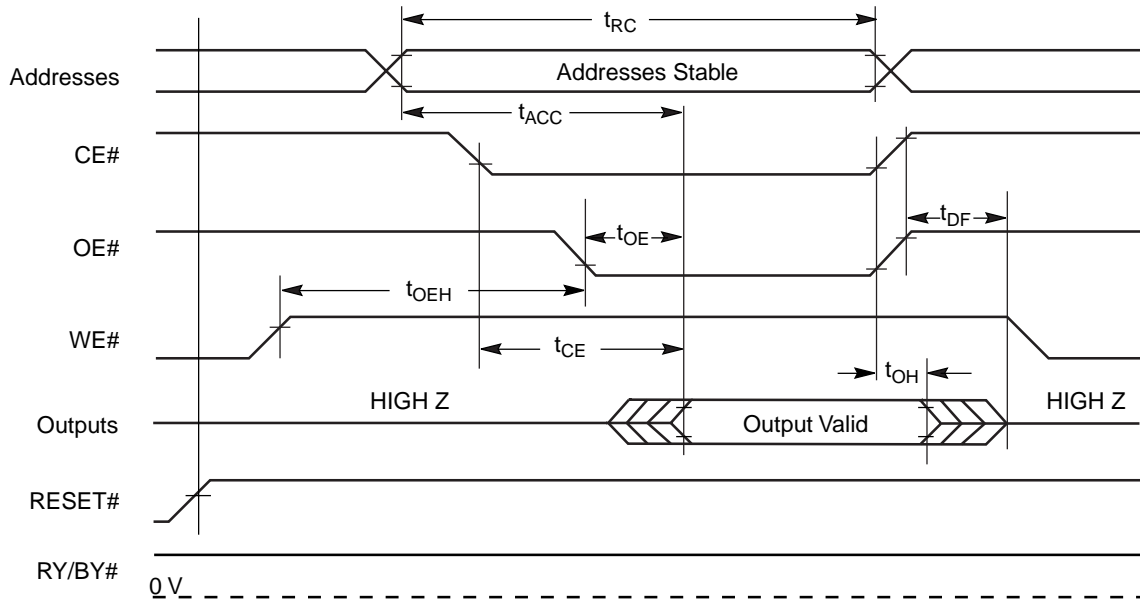 tRC
Addresses
Addresses Stable
tACC
CE#
tDF
OE#
tOE
tOEH
WE#
tCE
tOH
HIGH Z
HIGH Z
Outputs
Output Valid
RESET#
RY/BY#
0 V